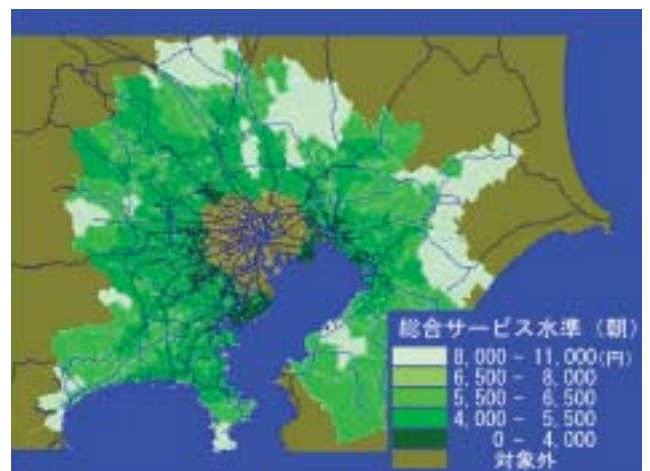 総合サービス水準（朝）
8,000 - 11,000(円)
6,500 - 8,000
5,500 - 6,500
4,000 - 5,500
0 - 4,000
対象外